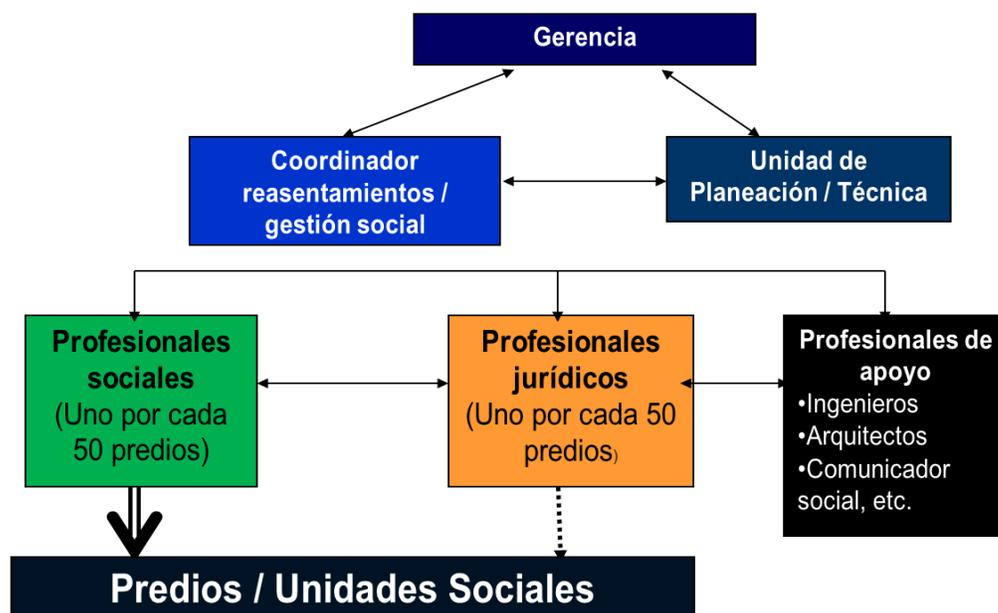 Gerencia
Coordinador
reasentamientos /
gestión social
Unidad de
Planeación / Técnica
Profesionales
sociales
(Uno por cada
50 predios)
Profesionales
jurídicos
(Uno por cada 50
predios)
Profesionales de
apoyo
•Ingenieros
•Arquitectos
•Comunicador
social, etc.
Predios / Unidades Sociales